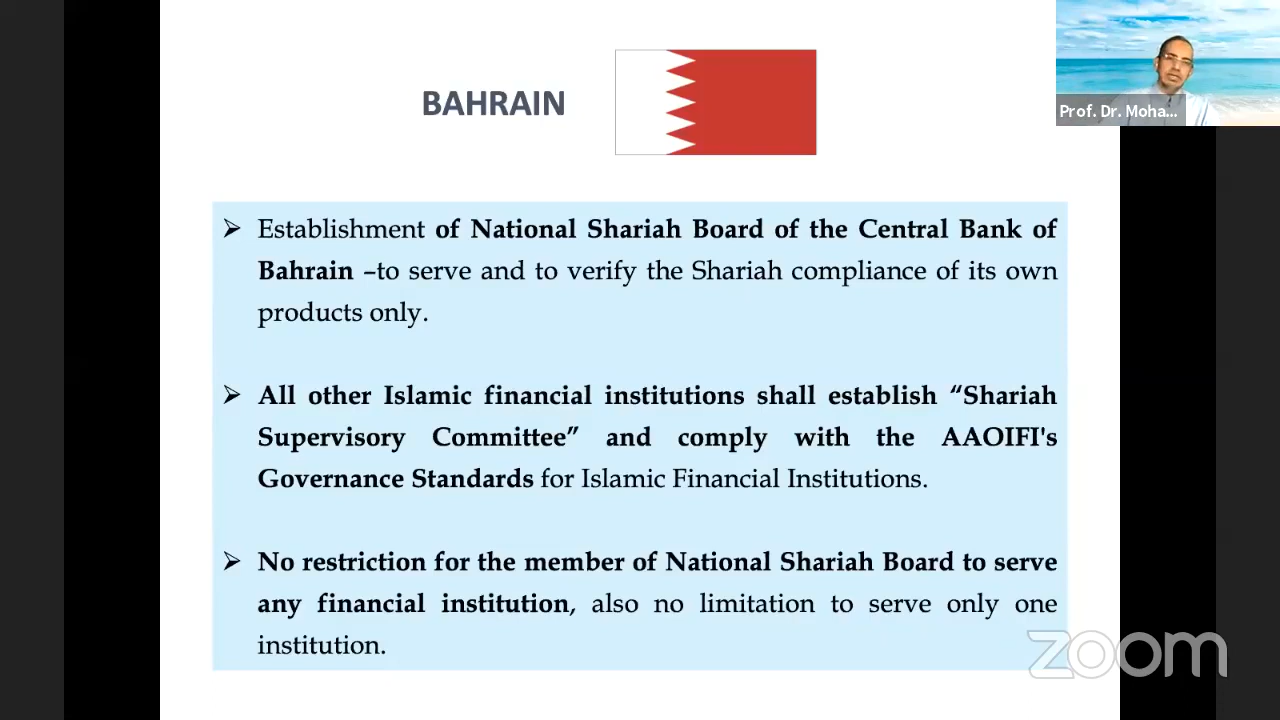 BAHRAIN
Prof. Dr. Moha...
➢ Establishment of National Shariah Board of the Central Bank of
Bahrain –to serve and to verify the Shariah compliance of its own
products only.
➢ All other Islamic financial institutions shall establish “Shariah
Supervisory Committee” and comply with the AAOIFI's
Governance Standards for Islamic Financial Institutions.
➢ No restriction for the member of National Shariah Board to serve
any financial institution, also no limitation to serve only one
institution.
zoom